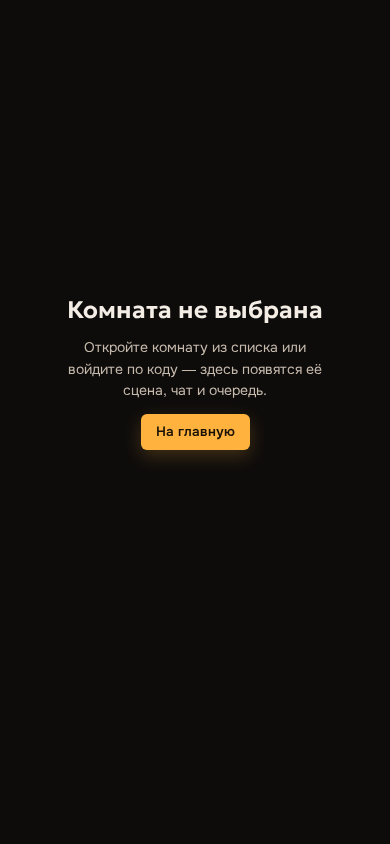 Комната не выбрана
Откройте комнату из списка или
войдите по коду — здесь появятся её
сцена, чат и очередь.
На главную